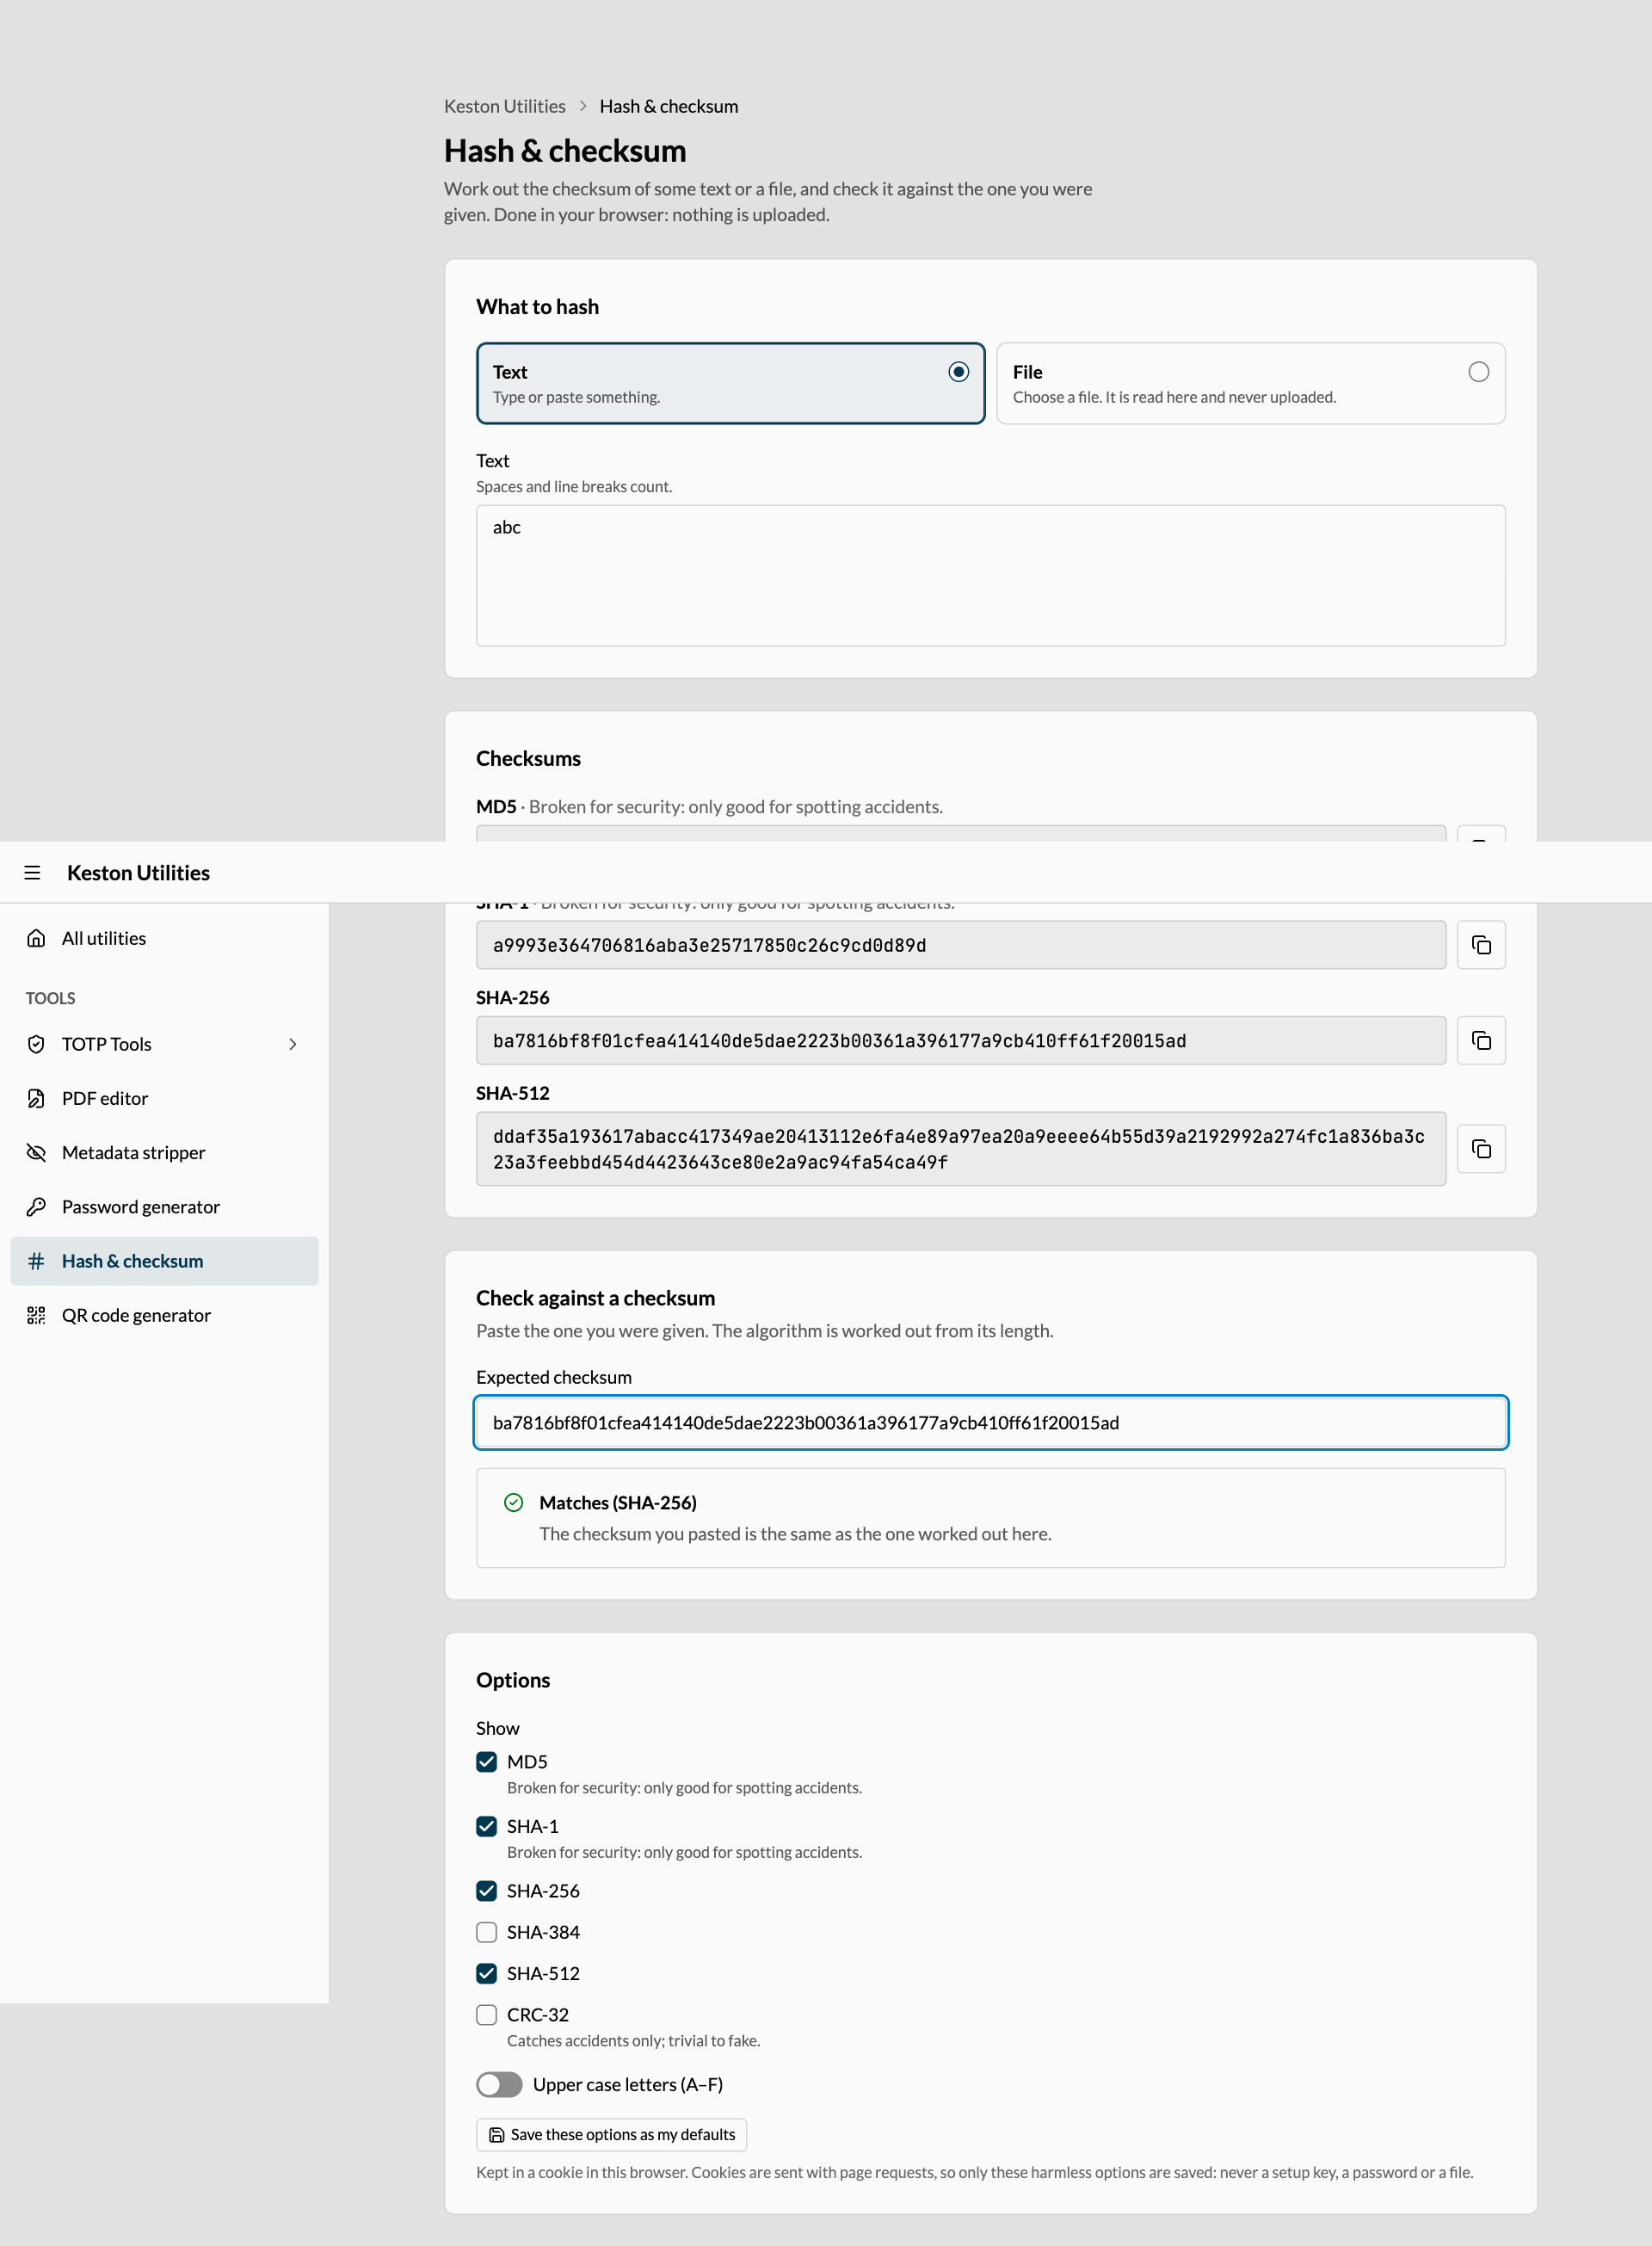 Keston Utilities > Hash & checksum
Hash & checksum
Work out the checksum of some text or a file, and check it against the one you were
given. Done in your browser: nothing is uploaded.
What to hash
Text
Type or paste something.
File
Choose a file. It is read here and never uploaded.
Text
Spaces and line breaks count.
abc
Checksums
MD5 · Broken for security: only good for spotting accidents.
Keston Utilities
SHA-1 · Broken for security: only good for spotting accidents.
a9993e364706816aba3e25717850c26c9cd0d89d
SHA-256
ba7816bf8f01cfea414140de5dae2223b00361a396177a9cb410ff61f20015ad
SHA-512
ddaf35a193617abacc417349ae20413112e6fa4e89a97ea20a9eeee64b55d39a2192992a274fc1a836ba3c
23a3feebbd454d4423643ce80e2a9ac94fa54ca49f
All utilities
TOOLS
TOTP Tools
PDF editor
Metadata stripper
Password generator
Hash & checksum
QR code generator
Check against a checksum
Paste the one you were given. The algorithm is worked out from its length.
Expected checksum
ba7816bf8f01cfea414140de5dae2223b00361a396177a9cb410ff61f20015ad
Matches (SHA-256)
The checksum you pasted is the same as the one worked out here.
Options
Show
MD5
Broken for security: only good for spotting accidents.
SHA-1
Broken for security: only good for spotting accidents.
SHA-256
SHA-384
SHA-512
CRC-32
Catches accidents only; trivial to fake.
Upper case letters (A–F)
Save these options as my defaults
Kept in a cookie in this browser. Cookies are sent with page requests, so only these harmless options are saved: never a setup key, a password or a file.